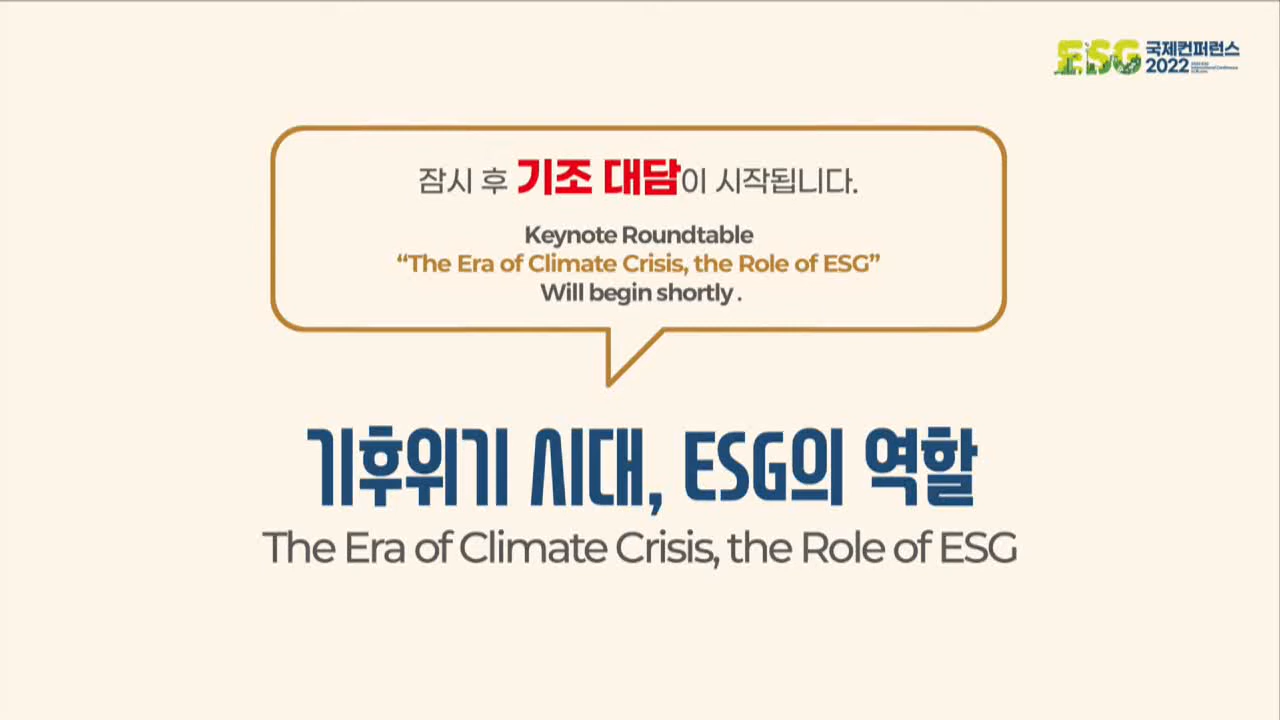 ESG 국제컨퍼런스
2022
잠시 후 기조 대담이 시작됩니다.
Keynote Roundtable
“The Era of Climate Crisis, the Role of ESG”
Will begin shortly .
기후위기 시대, ESG의 역할
The Era of Climate Crisis, the Role of ESG